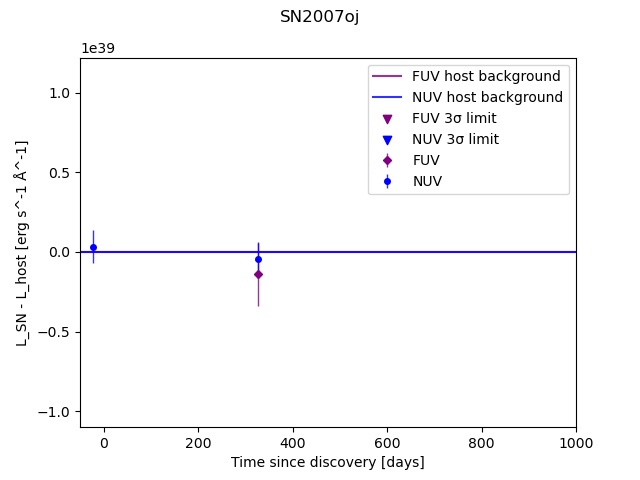 SN2007oj
1e39
FUV host background
NUV host background
FUV 3σ limit
NUV 3σ limit
FUV
NUV
1.0
0.5
0.0
−0.5
−1.0
L_SN - L_host [erg s^-1 Å^-1]
0 200 400 600 800 1000
Time since discovery [days]